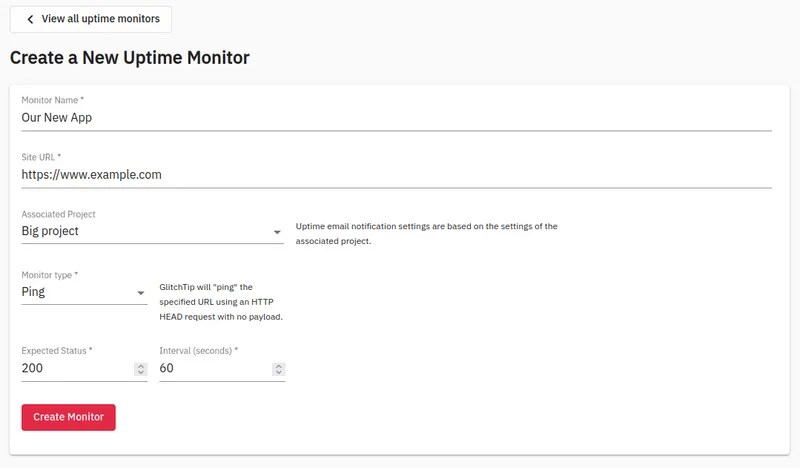 View all uptime monitors
Create a New Uptime Monitor
Monitor Name *
Our New App
Site URL *
https://www.example.com
Associated Project
Big project
Uptime email notification settings are based on the settings of the
associated project.
Monitor type *
Ping
GlitchTip will "ping" the
specified URL using an HTTP
HEAD request with no payload.
Expected Status *
Interval (seconds) *
200
60
Create Monitor